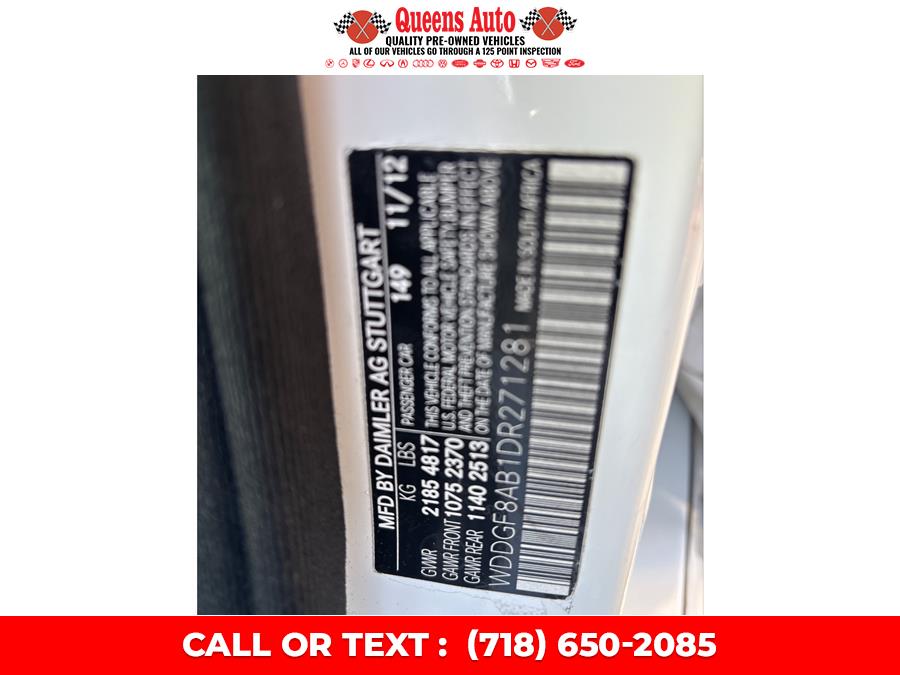 Queens Auto
QUALITY PRE-OWNED VEHICLES
ALL OF OUR VEHICLES GO THROUGH A 125 POINT INSPECTION
MFD BY DAIMLER AG STUTTGART
KG LBS PASSENGER CAR 149 11/12
GVWR 2185 4817 THIS VEHICLE CONFORMS TO ALL APPLICABLE
GAWR FRONT 1075 2370 U.S. FEDERAL MOTOR VEHICLE SAFETY, BUMPER
GAWR REAR 1140 2513 AND THEFT PREVENTION STANDARDS IN EFFECT
ON THE DATE OF MANUFACTURE SHOWN ABOVE
WDDGF8AB1DR271281 MADE IN SOUTH AFRICA
CALL OR TEXT : (718) 650-2085